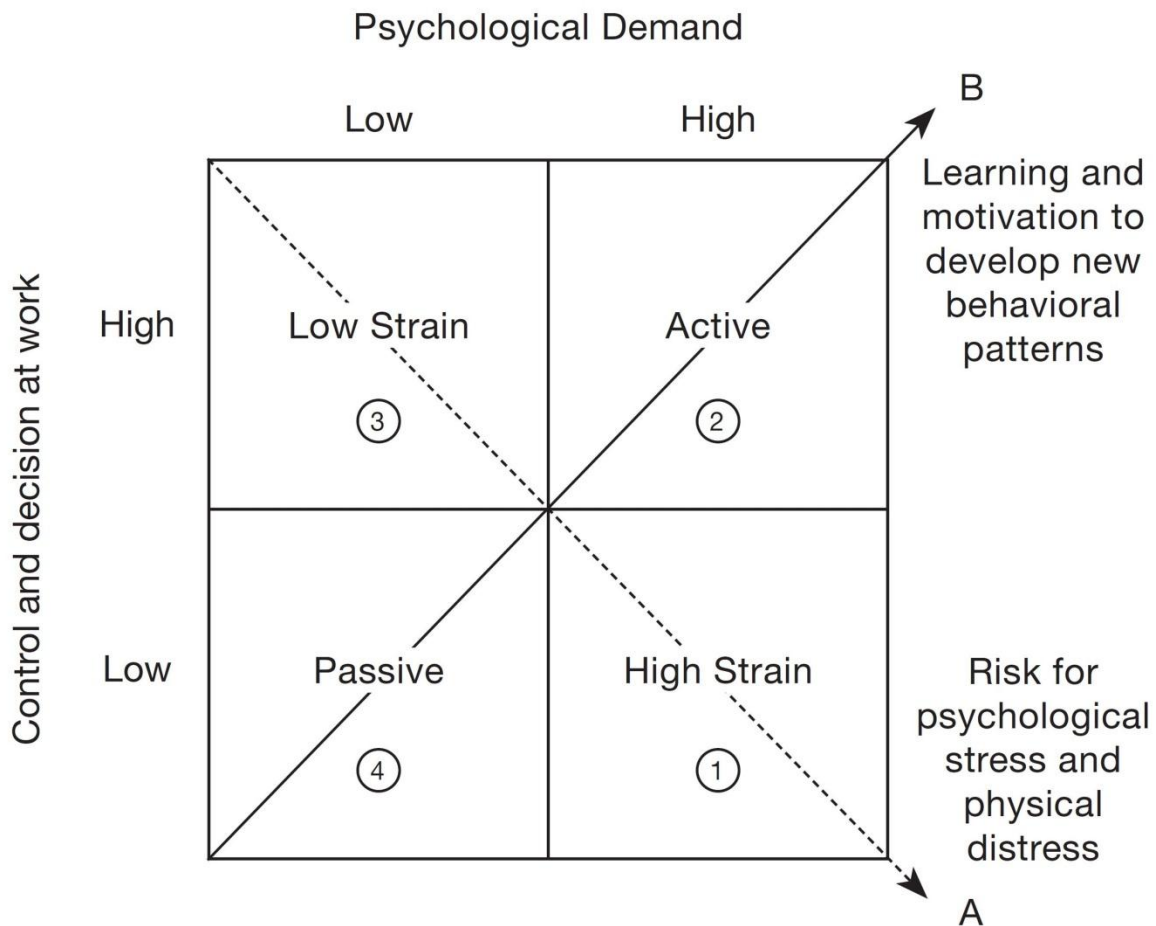 Psychological Demand
B
Low
High
Learning and
motivation to
develop new
behavioral
patterns
Control and decision at work
High
Low Strain
Active
3
2
Low
Passive
High Strain
4
1
Risk for
psychological
stress and
physical
distress
A